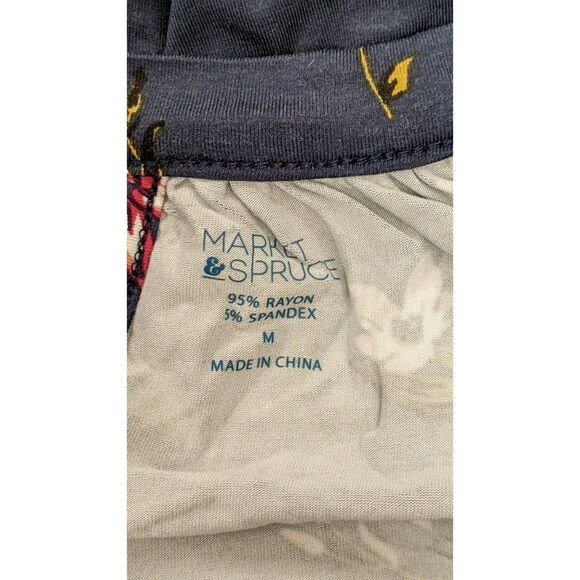 MARKET
&SPRUCE
95% RAYON
5% SPANDEX
M
MADE IN CHINA